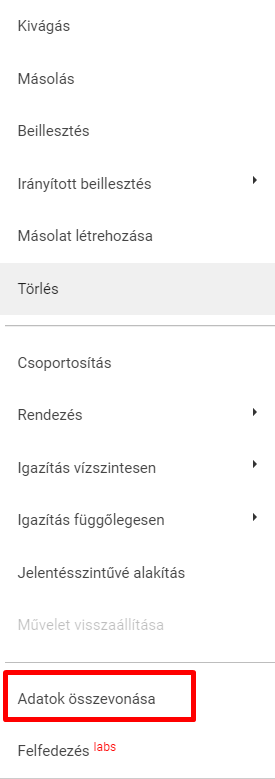 Kivágás
Másolás
Beillesztés
Irányított beillesztés
Másolat létrehozása
Törlés
Csoportosítás
Rendezés
Igazítás vízszintesen
Igazítás függőlegesen
Jelentésszintűvé alakítás
Művelet visszaállítása
Adatok összevonása
Felfedezés labs